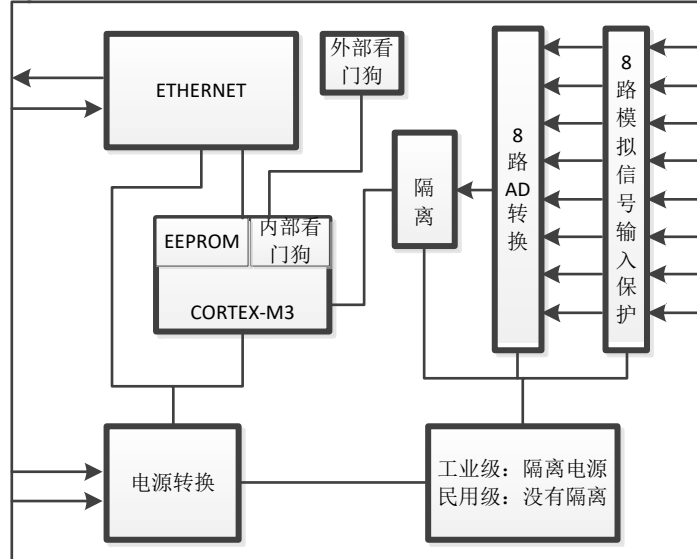 ETHERNET
外部看
门狗
EEPROM
内部看
门狗
CORTEX-M3
隔
离
8
路
AD
转
换
8
路
模
拟
信
号
输
入
保
护
电源转换
工业级：隔离电源
民用级：没有隔离